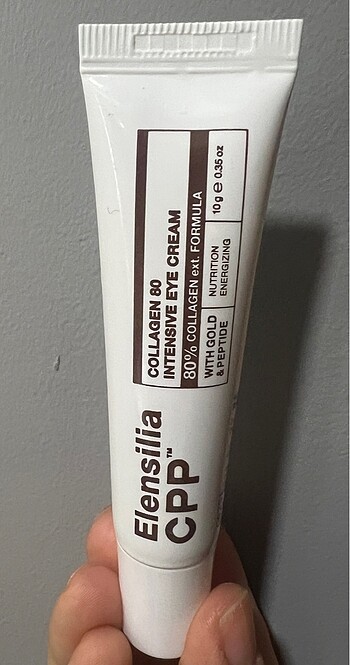 Elensilia
CPP™
COLLAGEN 80
INTENSIVE EYE CREAM
80% COLLAGEN ext. FORMULA
WITH GOLD
& PEPTIDE
NUTRITION
ENERGIZING
10 g ℮ 0.35 oz